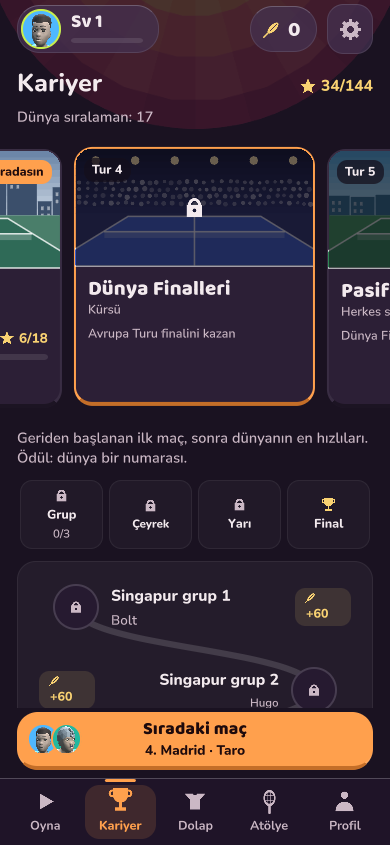 Sv 1
0
Kariyer
34/144
Dünya sıralaman: 17
radasın
Tur 4
Tur 5
Dünya Finalleri
Kürsü
Avrupa Turu finalini kazan
6/18
Pasif
Herkes s
Dünya Fi
Geriden başlanan ilk maç, sonra dünyanın en hızlıları.
Ödül: dünya bir numarası.
Grup
0/3
Çeyrek
Yarı
Final
Singapur grup 1
Bolt
+60
Singapur grup 2
Hugo
+60
Sıradaki maç
4. Madrid · Taro
Oyna
Kariyer
Dolap
Atölye
Profil